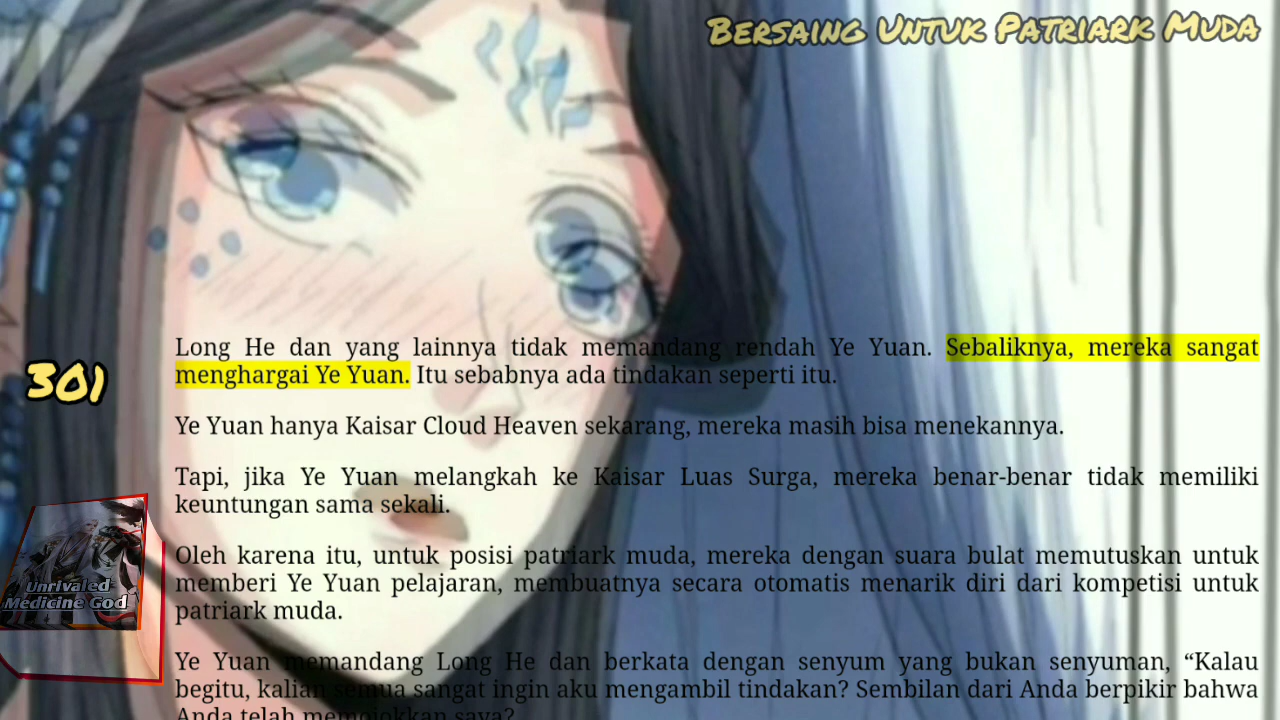 Bersaing Untuk Patriark Muda
Long He dan yang lainnya tidak memandang rendah Ye Yuan. Sebaliknya, mereka sangat
menghargai Ye Yuan. Itu sebabnya ada tindakan seperti itu.
301
Ye Yuan hanya Kaisar Cloud Heaven sekarang, mereka masih bisa menekannya.
Tapi, jika Ye Yuan melangkah ke Kaisar Luas Surga, mereka benar-benar tidak memiliki
keuntungan sama sekali.
Oleh karena itu, untuk posisi patriark muda, mereka dengan suara bulat memutuskan untuk
memberi Ye Yuan pelajaran, membuatnya secara otomatis menarik diri dari kompetisi untuk
patriark muda.
Unrivaled
Medicine God
Ye Yuan memandang Long He dan berkata dengan senyum yang bukan senyuman, “Kalau
begitu, kalian semua sangat ingin aku mengambil tindakan? Sembilan dari Anda berpikir bahwa
Anda telah memojokkan saya?